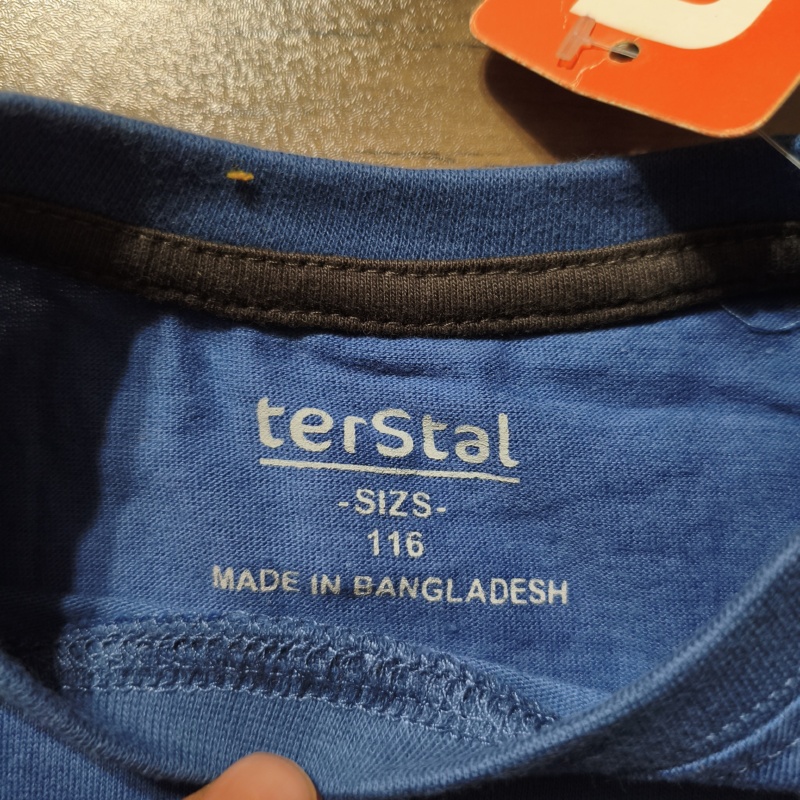 terStal
-SIZS-
116
MADE IN BANGLADESH